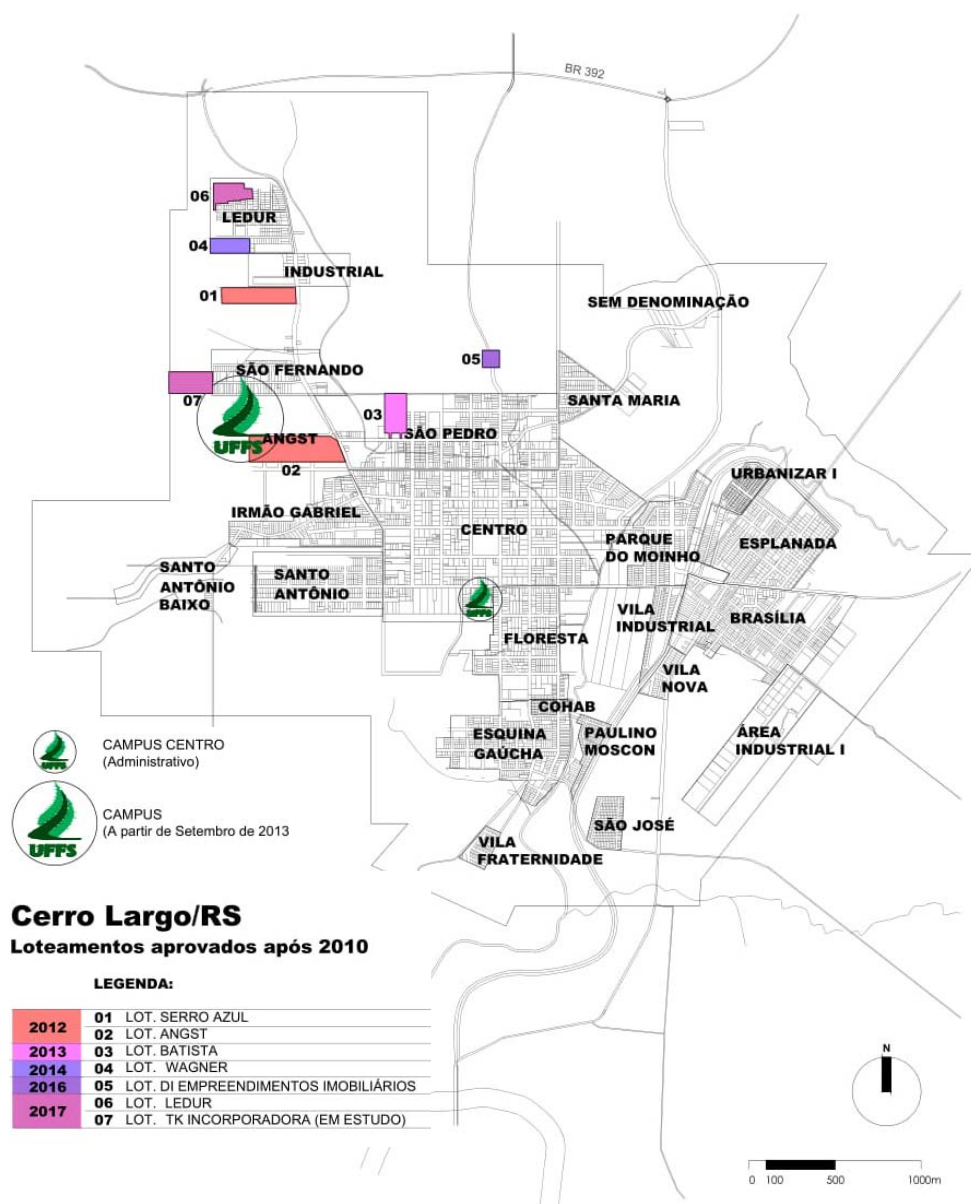 BR 392
06
LEDUR
04
INDUSTRIAL
01
SEM DENOMINAÇÃO
05
SÃO FERNANDO
07
SANTA MARIA
03
SÃO PEDRO
UFFS
ANGST
02
URBANIZAR I
IRMÃO GABRIEL
CENTRO
PARQUE
DO MOINHO
ESPLANADA
SANTO
ANTÔNIO
BAIXO
SANTO
ANTÔNIO
UFFS
VILA
INDUSTRIAL
BRASÍLIA
FLORESTA
VILA
NOVA
COHAB
ESQUINA
GAÚCHA
PAULINO
MOSCON
ÁREA
INDUSTRIAL I
UFFS
CAMPUS CENTRO
(Administrativo)
UFFS
CAMPUS
(A partir de Setembro de 2013
SÃO JOSÉ
VILA
FRATERNIDADE
Cerro Largo/RS
Loteamentos aprovados após 2010
LEGENDA:
2012
01 LOT. SERRO AZUL
02 LOT. ANGST
2013 03 LOT. BATISTA
2014 04 LOT. WAGNER
2016 05 LOT. DI EMPREENDIMENTOS IMOBILIÁRIOS
2017
06 LOT. LEDUR
07 LOT. TK INCORPORADORA (EM ESTUDO)
N
0 100 500 1000m